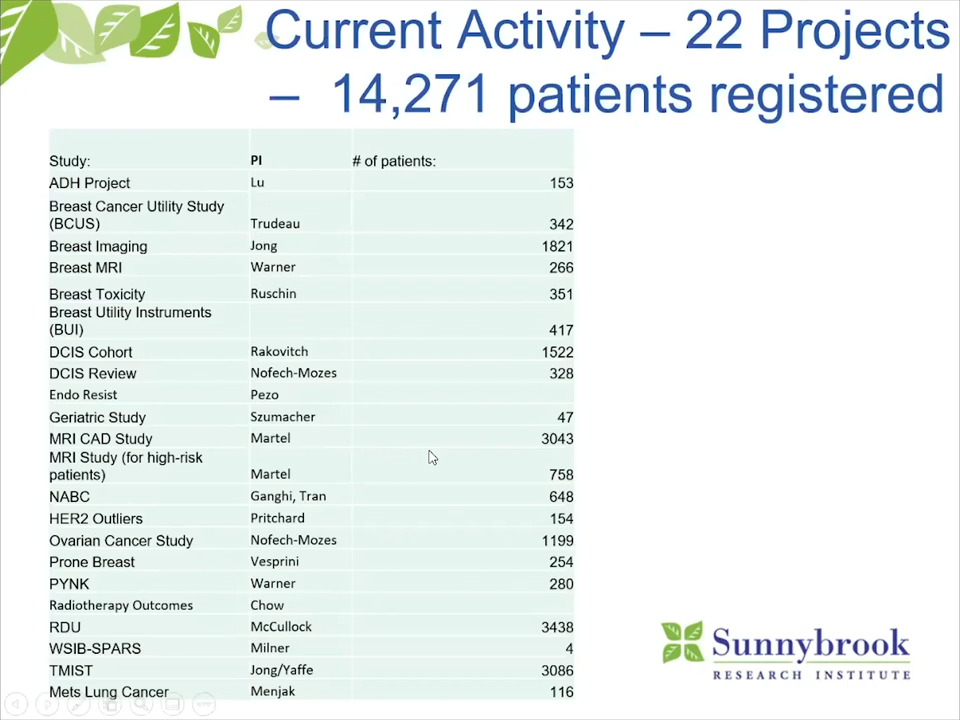 Current Activity – 22 Projects
– 14,271 patients registered
Study: PI # of patients:
ADH Project Lu 153
Breast Cancer Utility Study
(BCUS) Trudeau 342
Breast Imaging Jong 1821
Breast MRI Warner 266
Breast Toxicity Ruschin 351
Breast Utility Instruments
(BUI) 417
DCIS Cohort Rakovitch 1522
DCIS Review Nofech-Mozes 328
Endo Resist Pezo
Geriatric Study Szumacher 47
MRI CAD Study Martel 3043
MRI Study (for high-risk
patients) Martel 758
NABC Ganghi, Tran 648
HER2 Outliers Pritchard 154
Ovarian Cancer Study Nofech-Mozes 1199
Prone Breast Vesprini 254
PYNK Warner 280
Radiotherapy Outcomes Chow
RDU McCullock 3438
WSIB-SPARS Milner 4
TMIST Jong/Yaffe 3086
Mets Lung Cancer Menjak 116
Sunnybrook
RESEARCH INSTITUTE